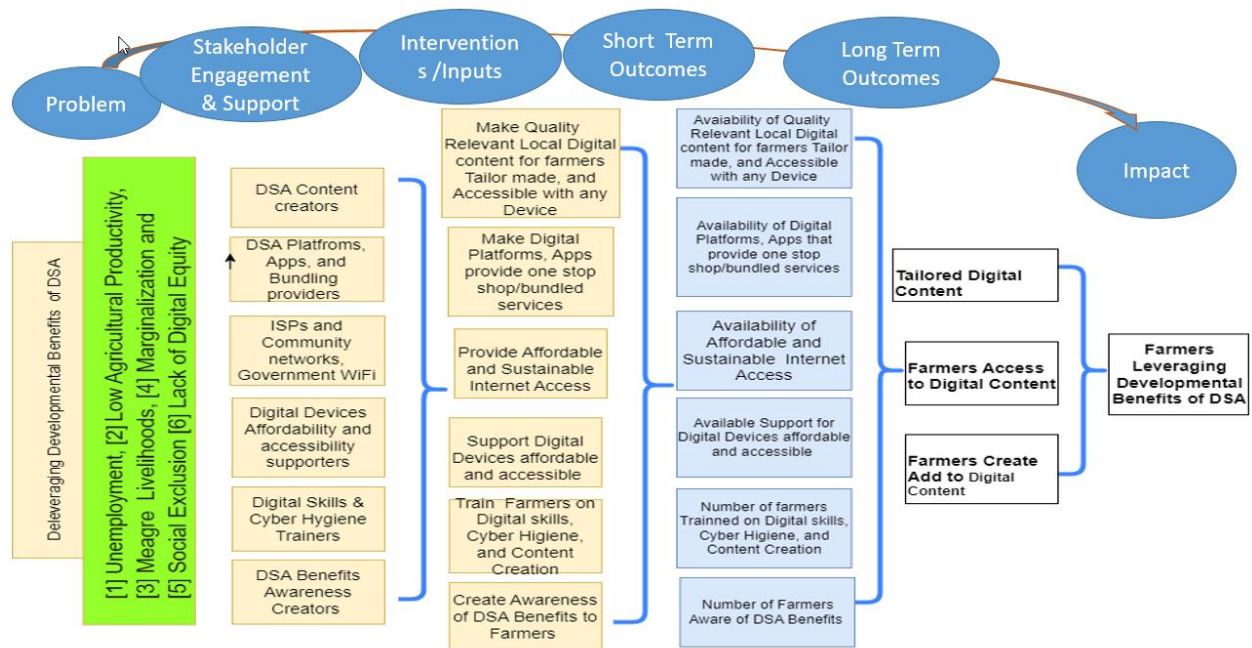 Problem
Stakeholder
Engagement
& Support
Intervention
s /Inputs
Short Term
Outcomes
Long Term
Outcomes
Impact
Deleveraging Developmental Benefits of DSA
[1] Unemployment, [2]Low Agricultural Productivity,
[3] Meagre Livelihoods, [4] Marginalization and
[5] Social Exclusion [6] Lack of Digital Equity
DSA Content
creators
DSA Platfroms,
Apps, and
Bundling
providers
ISPs and
Community
networks,
Government WiFi
Digital Devices
Affordability and
accessibility
supporters
Digital Skills &
Cyber Hygiene
Trainers
DSA Benefits
Awareness
Creators
Make Quality
Relevant Local Digital
content for farmers
Tailor made, and
Accessible with any
Device
Make Digital
Platforms, Apps
provide one stop
shop/bundled
services
Provide Affordable
and Sustainable
Internet Access
Support Digital
Devices affordable
and accessible
Train Farmers on
Digital skills,
Cyber Higiene,
and Content
Creation
Create Awareness
of DSA Benefits to
Farmers
Avaiability of Quality
Relevant Local Digital
content for farmers Tailor
made, and Accessible
with any Device
Availability of Digital
Platforms, Apps that
provide one stop
shop/bundled services
Availability of
Affordable and
Sustainable Internet
Access
Available Support for
Digital Devices affordable
and accessible
Number of farmers
Trainned on Digital skills,
Cyber Higiene, and
Content Creation
Number of Farmers
Aware of DSA Benefits
Tailored Digital
Content
Farmers Access
to Digital Content
Farmers Create
Add to Digital
Content
Farmers
Leveraging
Developmental
Benefits of DSA